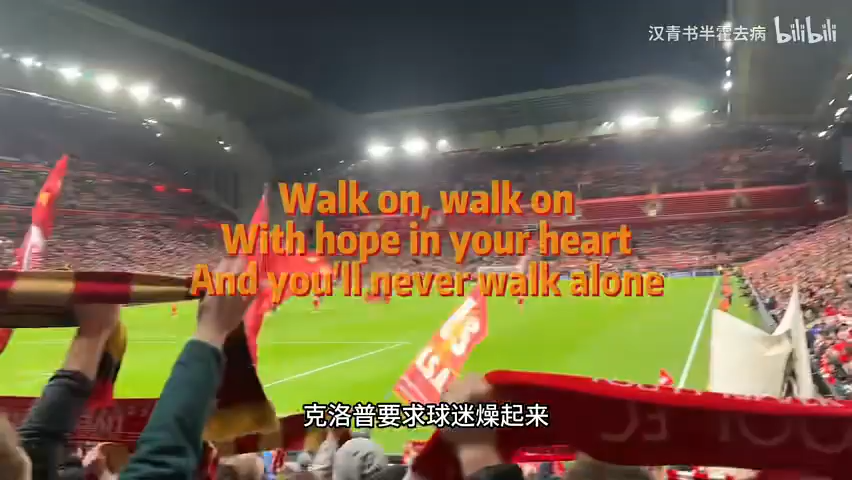 汉青书半霍去病 bilibili
Walk on, walk on
With hope in your heart
And you'll never walk alone
克洛普要求球迷燥起来